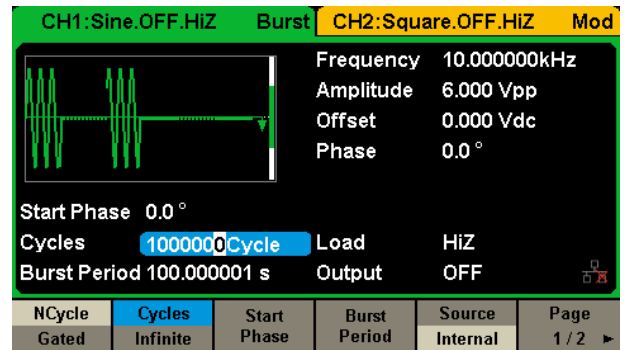 CH1:Sine.OFF.HiZ Burst CH2:Square.OFF.HiZ Mod
Frequency 10.000000kHz
Amplitude 6.000 Vpp
Offset 0.000 Vdc
Phase 0.0 °
Start Phase 0.0 °
Cycles 1000000Cycle Load HiZ
Burst Period 100.000001 s Output OFF
NCycle Cycles Start Burst Source Page
Gated Infinite Phase Period Internal 1/2 ►